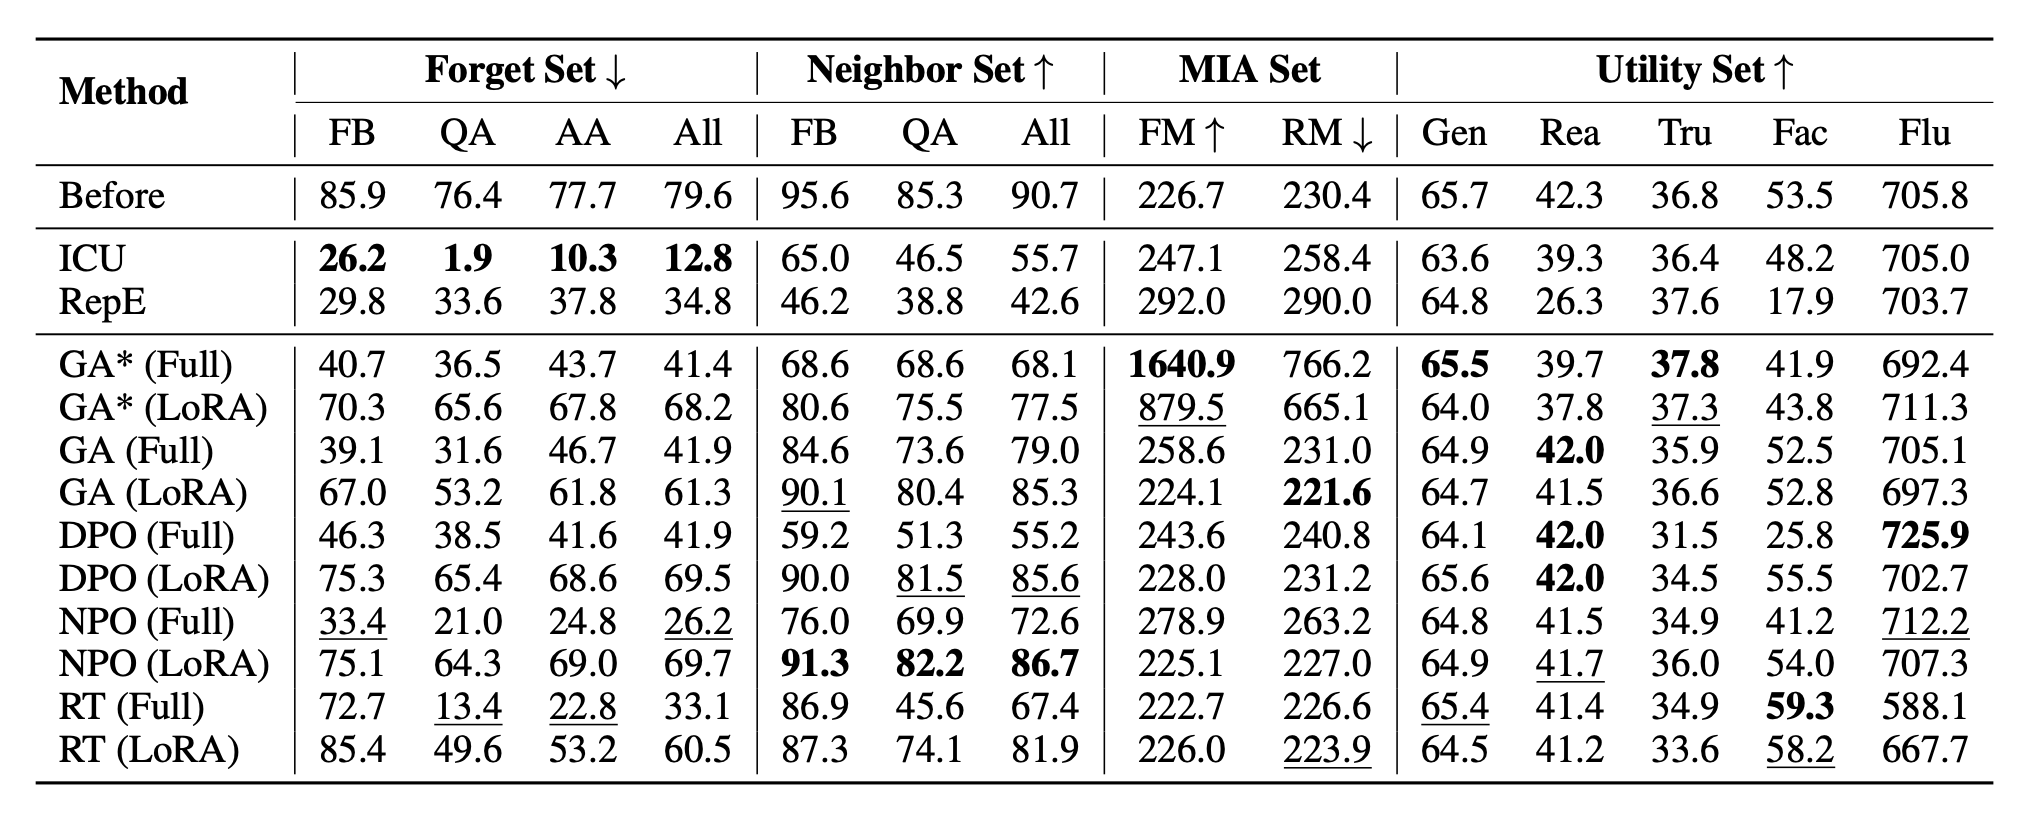 Method Forget Set ↓ Neighbor Set ↑ MIA Set Utility Set ↑
FB QA AA All FB QA All FM ↑ RM ↓ Gen Rea Tru Fac Flu
Before 85.9 76.4 77.7 79.6 95.6 85.3 90.7 226.7 230.4 65.7 42.3 36.8 53.5 705.8
ICU 26.2 1.9 10.3 12.8 65.0 46.5 55.7 247.1 258.4 63.6 39.3 36.4 48.2 705.0
RepE 29.8 33.6 37.8 34.8 46.2 38.8 42.6 292.0 290.0 64.8 26.3 37.6 17.9 703.7
GA* (Full) 40.7 36.5 43.7 41.4 68.6 68.6 68.1 1640.9 766.2 65.5 39.7 37.8 41.9 692.4
GA* (LoRA) 70.3 65.6 67.8 68.2 80.6 75.5 77.5 879.5 665.1 64.0 37.8 37.3 43.8 711.3
GA (Full) 39.1 31.6 46.7 41.9 84.6 73.6 79.0 258.6 231.0 64.9 42.0 35.9 52.5 705.1
GA (LoRA) 67.0 53.2 61.8 61.3 90.1 80.4 85.3 224.1 221.6 64.7 41.5 36.6 52.8 697.3
DPO (Full) 46.3 38.5 41.6 41.9 59.2 51.3 55.2 243.6 240.8 64.1 42.0 31.5 25.8 725.9
DPO (LoRA) 75.3 65.4 68.6 69.5 90.0 81.5 85.6 228.0 231.2 65.6 42.0 34.5 55.5 702.7
NPO (Full) 33.4 21.0 24.8 26.2 76.0 69.9 72.6 278.9 263.2 64.8 41.5 34.9 41.2 712.2
NPO (LoRA) 75.1 64.3 69.0 69.7 91.3 82.2 86.7 225.1 227.0 64.9 41.7 36.0 54.0 707.3
RT (Full) 72.7 13.4 22.8 33.1 86.9 45.6 67.4 222.7 226.6 65.4 41.4 34.9 59.3 588.1
RT (LoRA) 85.4 49.6 53.2 60.5 87.3 74.1 81.9 226.0 223.9 64.5 41.2 33.6 58.2 667.7